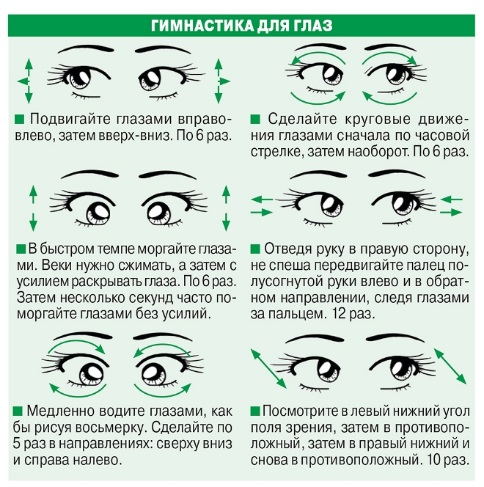 ГИМНАСТИКА ДЛЯ ГЛАЗ
Подвигайте глазами вправо-
влево, затем вверх-вниз. По 6 раз.
Сделайте круговые движе-
ния глазами сначала по часовой
стрелке, затем наоборот. По 6 раз.
В быстром темпе моргайте глаза-
ми. Веки нужно сжимать, а затем с
усилием раскрывать глаза. По 6 раз.
Затем несколько секунд часто по-
моргайте глазами без усилий.
Отведя руку в правую сторону,
не спеша передвигайте палец по-
лусогнутой руки влево и в обрат-
ном направлении, следя глазами
за пальцем. 12 раз.
Медленно водите глазами, как
бы рисуя восьмерку. Сделайте по
5 раз в направлениях: сверху вниз
и справа налево.
Посмотрите в левый нижний угол
поля зрения, затем в противопо-
ложный, затем в правый нижний и
снова в противоположный. 10 раз.